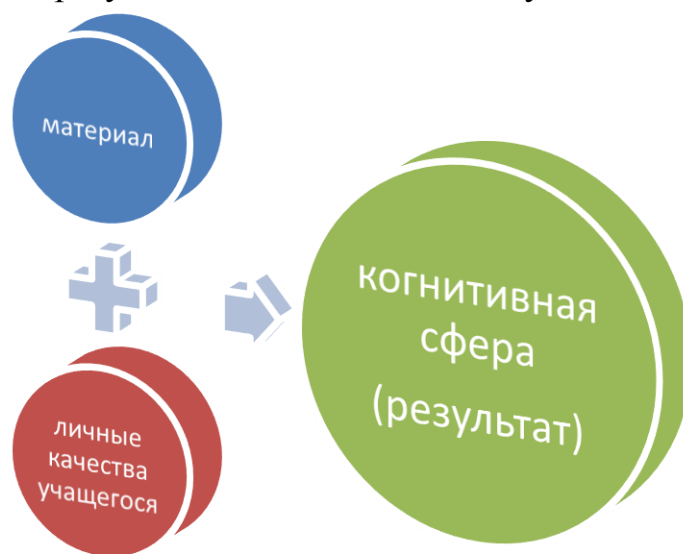 материал
личные
качества
учащегося
когнитивная
сфера
(результат)